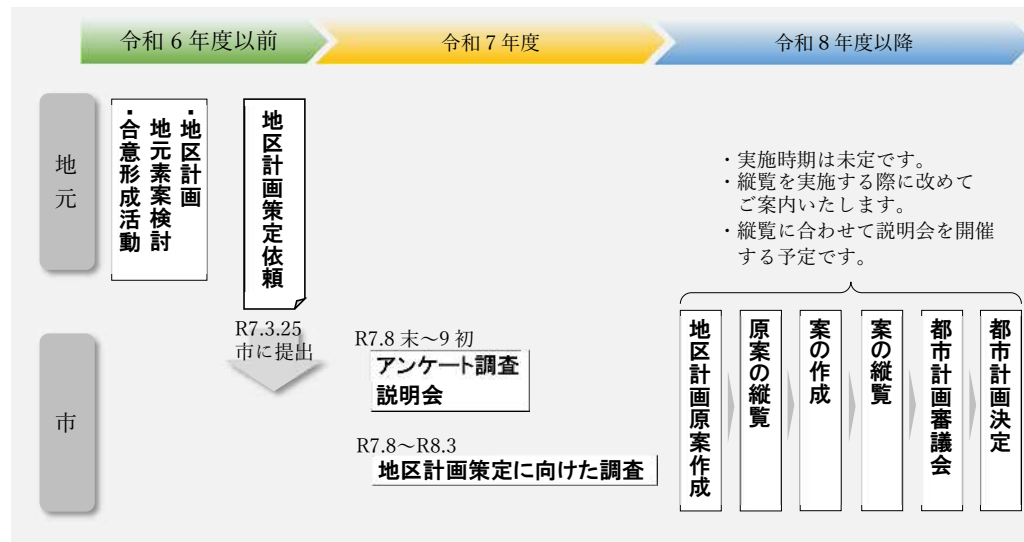 令和6年度以前
令和7年度
令和8年度以降
地元
・地区計画
地元素案検討
・合意形成活動
地区計画策定依頼
R7.3.25
市に提出
・実施時期は未定です。
・縦覧を実施する際に改めて
ご案内いたします。
・縦覧に合わせて説明会を開催
する予定です。
市
R7.8末～9初
アンケート調査
説明会
R7.8～R8.3
地区計画策定に向けた調査
地区計画原案作成
原案の縦覧
案の作成
案の縦覧
都市計画審議会
都市計画決定